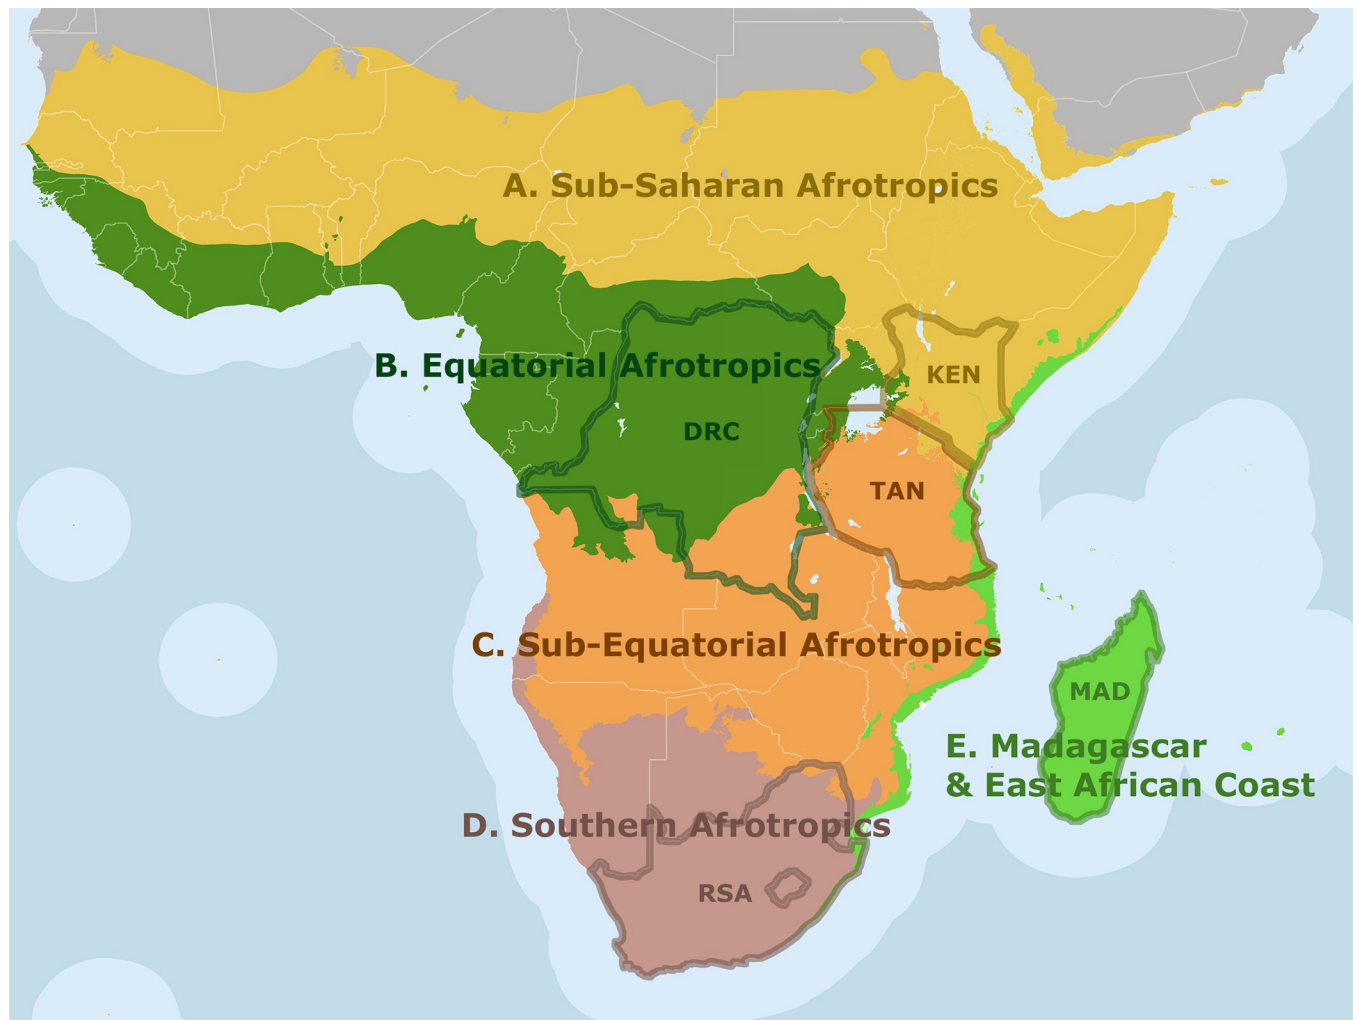 A. Sub-Saharan Afrotropics
B. Equatorial Afrotropics
KEN
DRC
TAN
C. Sub-Equatorial Afrotropics
MAD
E. Madagascar
& East African Coast
D. Southern Afrotropics
RSA